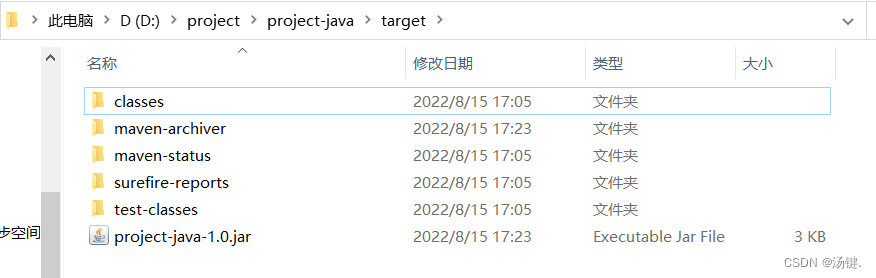 此电脑 > D (D:) > project > project-java > target >
名称 修改日期 类型 大小
classes 2022/8/15 17:05 文件夹
maven-archiver 2022/8/15 17:23 文件夹
maven-status 2022/8/15 17:05 文件夹
surefire-reports 2022/8/15 17:05 文件夹
test-classes 2022/8/15 17:05 文件夹
步空间
project-java-1.0.jar 2022/8/15 17:23 Executable Jar File 3 KB
CSDN @汤键.